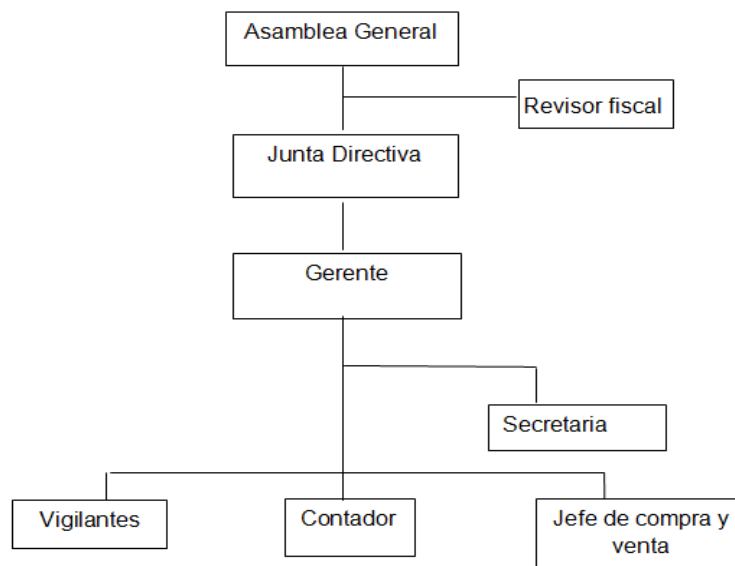 Asamblea General
Revisor fiscal
Junta Directiva
Gerente
Secretaria
Vigilantes
Contador
Jefe de compra y
venta